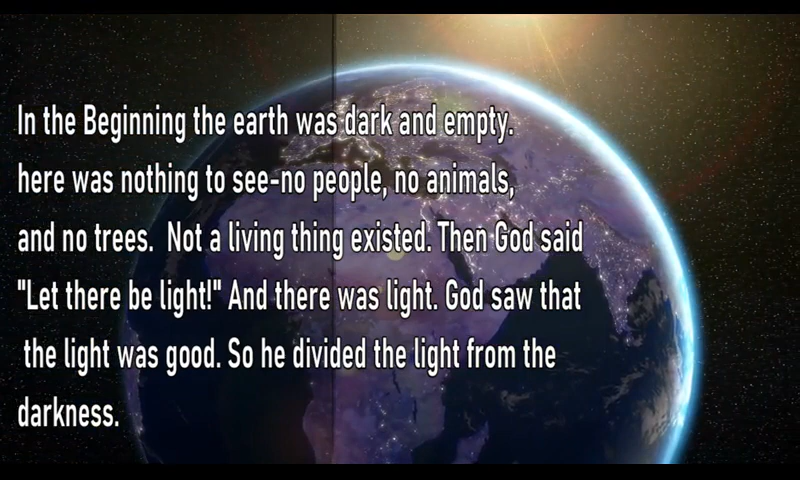 In the Beginning the earth was dark and empty.
here was nothing to see-no people, no animals,
and no trees.  Not a living thing existed. Then God said
"Let there be light!" And there was light. God saw that
the light was good. So he divided the light from the
darkness.